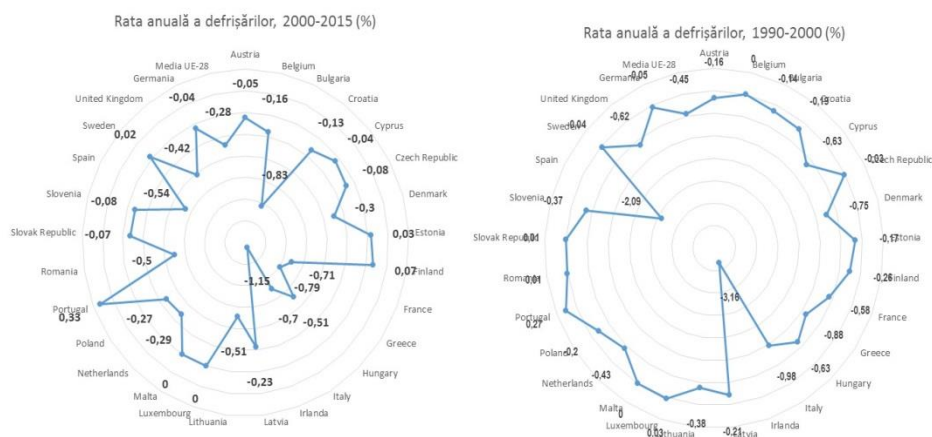 Rata anuală a defrișărilor, 2000-2015 (%)
Austria
Belgium
Bulgaria
Croatia
Cyprus
Czech Republic
Denmark
Estonia
Finland
France
Greece
Hungary
Italy
Irlanda
Latvia
Lithuania
Luxembourg
Malta
Netherlands
Poland
Portugal
Romania
Slovak Republic
Slovenia
Spain
Sweden
United Kingdom
Germany
Media UE-28
-0,05
-0,16
-0,83
-0,13
-0,04
-0,08
-0,3
0,03
0,07
-0,71
-0,79
-0,51
-0,7
-1,15
-0,23
-0,51
0
0
-0,29
-0,27
0,33
-0,5
-0,07
-0,08
-0,54
0,02
-0,42
-0,04
-0,28
Rata anuală a defrișărilor, 1990-2000 (%)
Austria
Belgium
Bulgaria
Croatia
Cyprus
Czech Republic
Denmark
Estonia
Finland
France
Greece
Hungary
Italy
Irlanda
Latvia
Lithuania
Luxembourg
Malta
Netherlands
Poland
Portugal
Romania
Slovak Republic
Slovenia
Spain
Sweden
United Kingdom
Germany
Media UE-28
-0,16
0
-0,14
-0,19
-0,63
-0,03
-0,75
-0,17
-0,26
-0,58
-0,88
-0,63
-0,98
-3,16
-0,21
-0,38
0,03
0
-0,43
-0,2
0,27
0,01
0,01
-0,37
-2,09
-0,04
-0,62
-0,05
-0,45